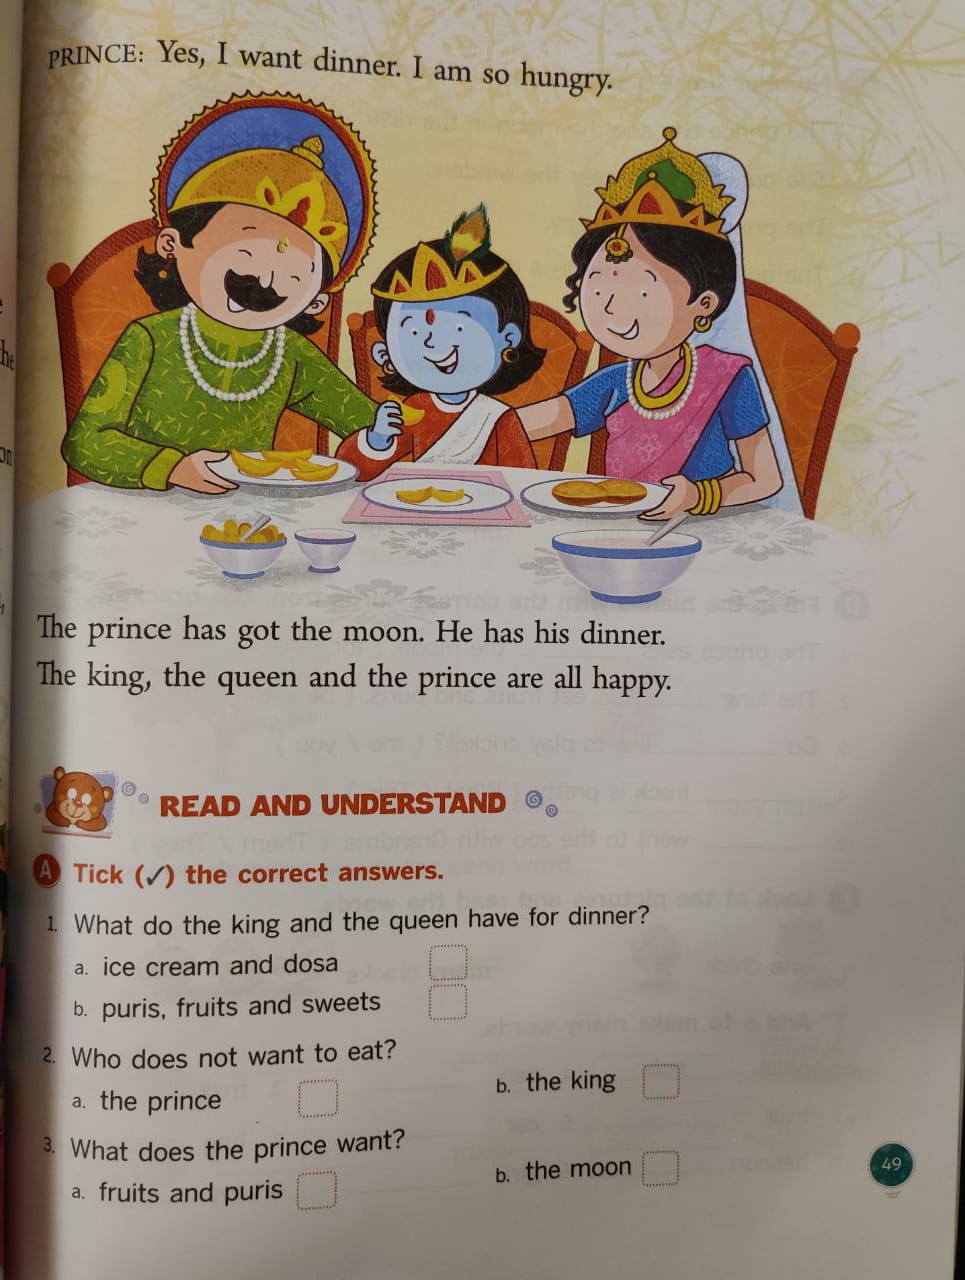 PRINCE: Yes, I want dinner. I am so hungry.
The prince has got the moon. He has his dinner.
The king, the queen and the prince are all happy.
READ AND UNDERSTAND
A Tick (✓) the correct answers.
1. What do the king and the queen have for dinner?
a. ice cream and dosa
b. puris, fruits and sweets
2. Who does not want to eat?
a. the prince b. the king
3. What does the prince want?
a. fruits and puris b. the moon
49